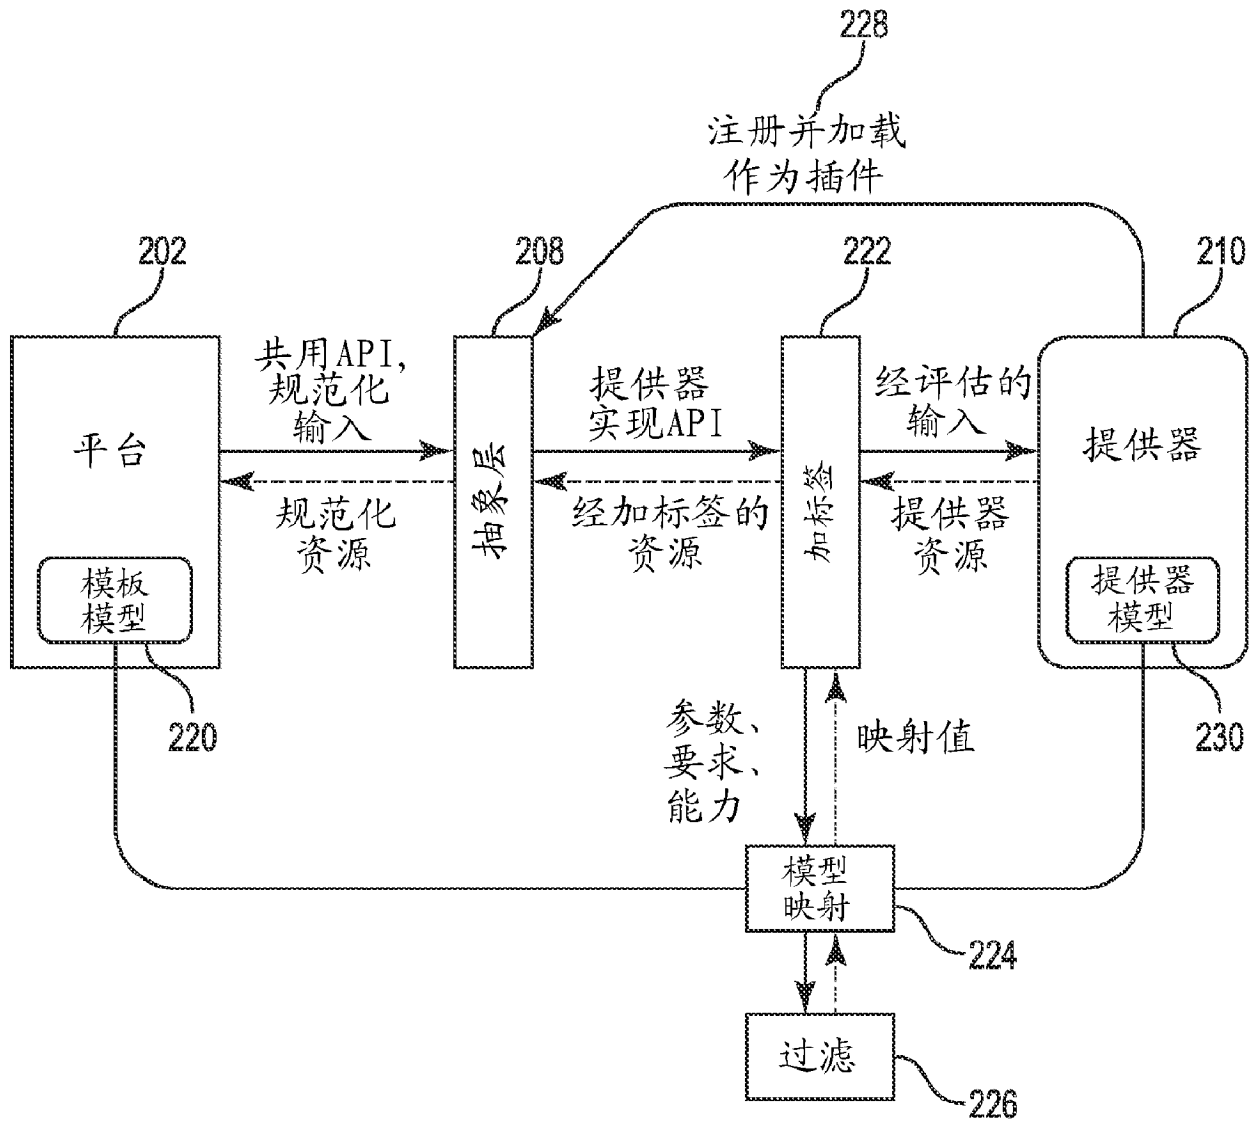 228
注册并加载
作为插件
202
208
222
210
共用API,
规范化
输入
提供器
实现API
经评估的
输入
平台
抽象层
加标签
提供器
规范化
资源
经加标签的
资源
提供器
资源
模板
模型
提供器
模型
220
230
参数、
要求、
能力
映射值
模型
映射
224
过滤
226